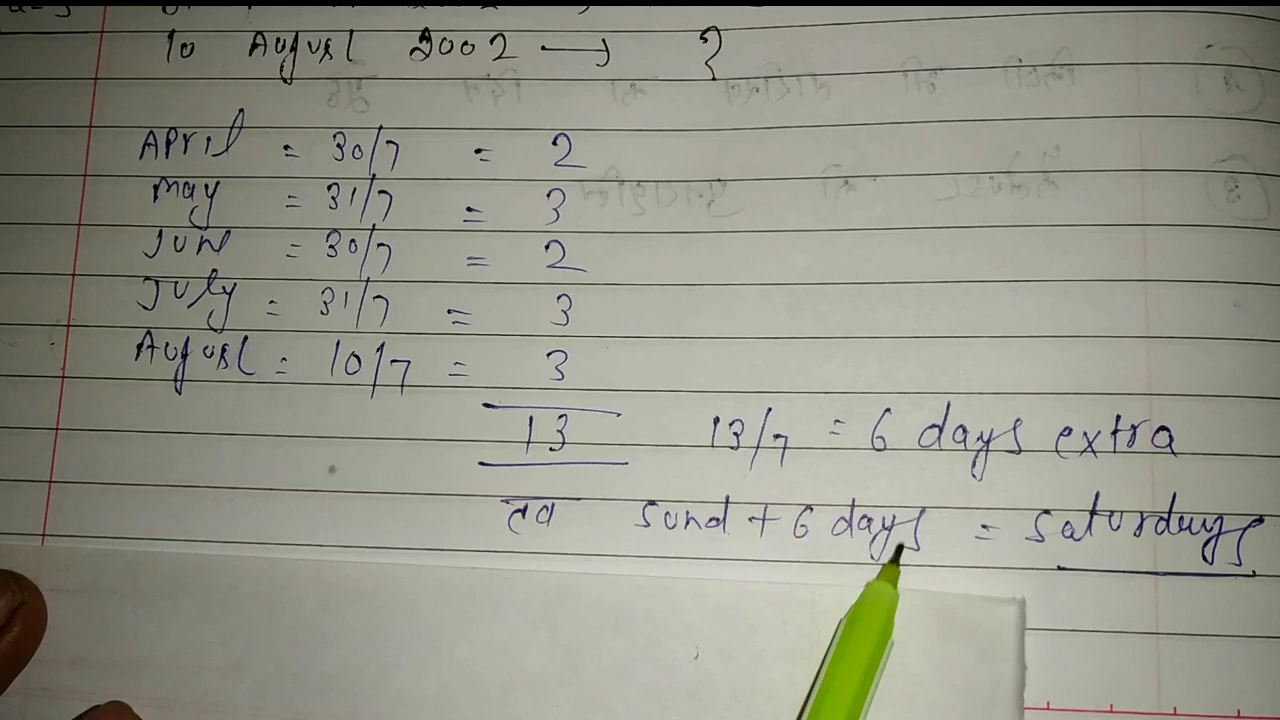 10 August 2002 → ?
April = 30/7 = 2
may = 31/7 = 3
June = 30/7 = 2
July = 31/7 = 3
August = 10/7 = 3
13 13/7 = 6 days extra
तब sund + 6 days = saturdays